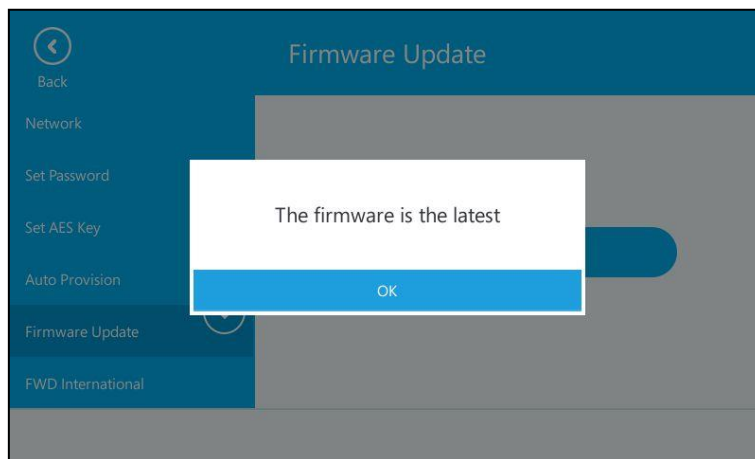 Back
Firmware Update
Network
Set Password
Set AES Key
Auto Provision
Firmware Update
FWD International
The firmware is the latest
OK